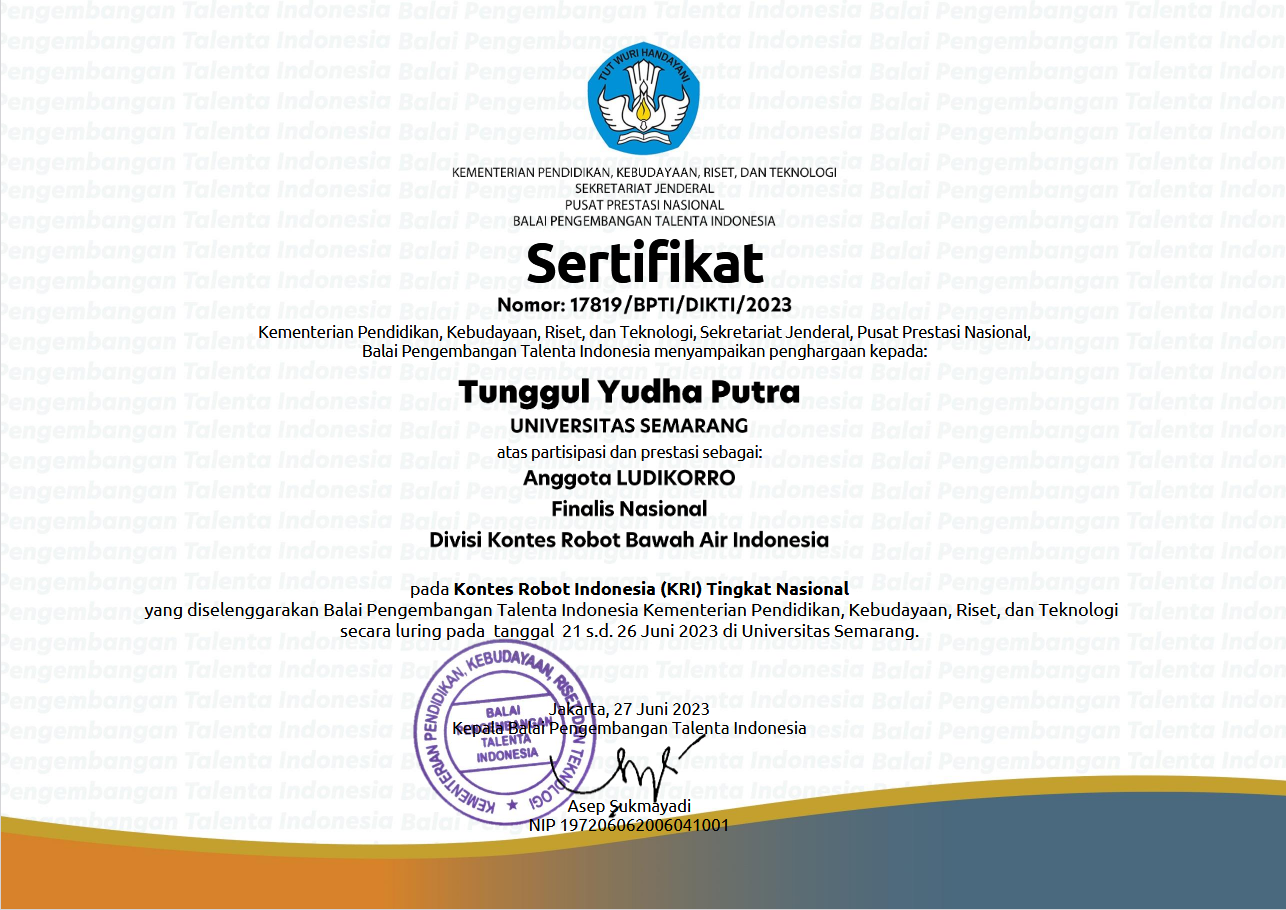 TUT WURI HANDAYANI
KEMENTERIAN PENDIDIKAN, KEBUDAYAAN, RISET, DAN TEKNOLOGI
SEKRETARIAT JENDERAL
PUSAT PRESTASI NASIONAL
BALAI PENGEMBANGAN TALENTA INDONESIA
Sertifikat
Nomor: 17819/BPTI/DIKTI/2023
Kementerian Pendidikan, Kebudayaan, Riset, dan Teknologi, Sekretariat Jenderal, Pusat Prestasi Nasional,
Balai Pengembangan Talenta Indonesia menyampaikan penghargaan kepada:
Tunggul Yudha Putra
UNIVERSITAS SEMARANG
atas partisipasi dan prestasi sebagai:
Anggota LUDIKORRO
Finalis Nasional
Divisi Kontes Robot Bawah Air Indonesia
pada Kontes Robot Indonesia (KRI) Tingkat Nasional
yang diselenggarakan Balai Pengembangan Talenta Indonesia Kementerian Pendidikan, Kebudayaan, Riset, dan Teknologi
secara luring pada tanggal 21 s.d. 26 Juni 2023 di Universitas Semarang.
Jakarta, 27 Juni 2023
Kepala Balai Pengembangan Talenta Indonesia
KEMENTERIAN PENDIDIKAN, KEBUDAYAAN, RISET, DAN TEKNOLOGI
BALAI
PENGEMBANGAN
TALENTA
INDONESIA
Asep Sukmayadi
NIP 197206062006041001
Balai Pengembangan Talenta Indonesia